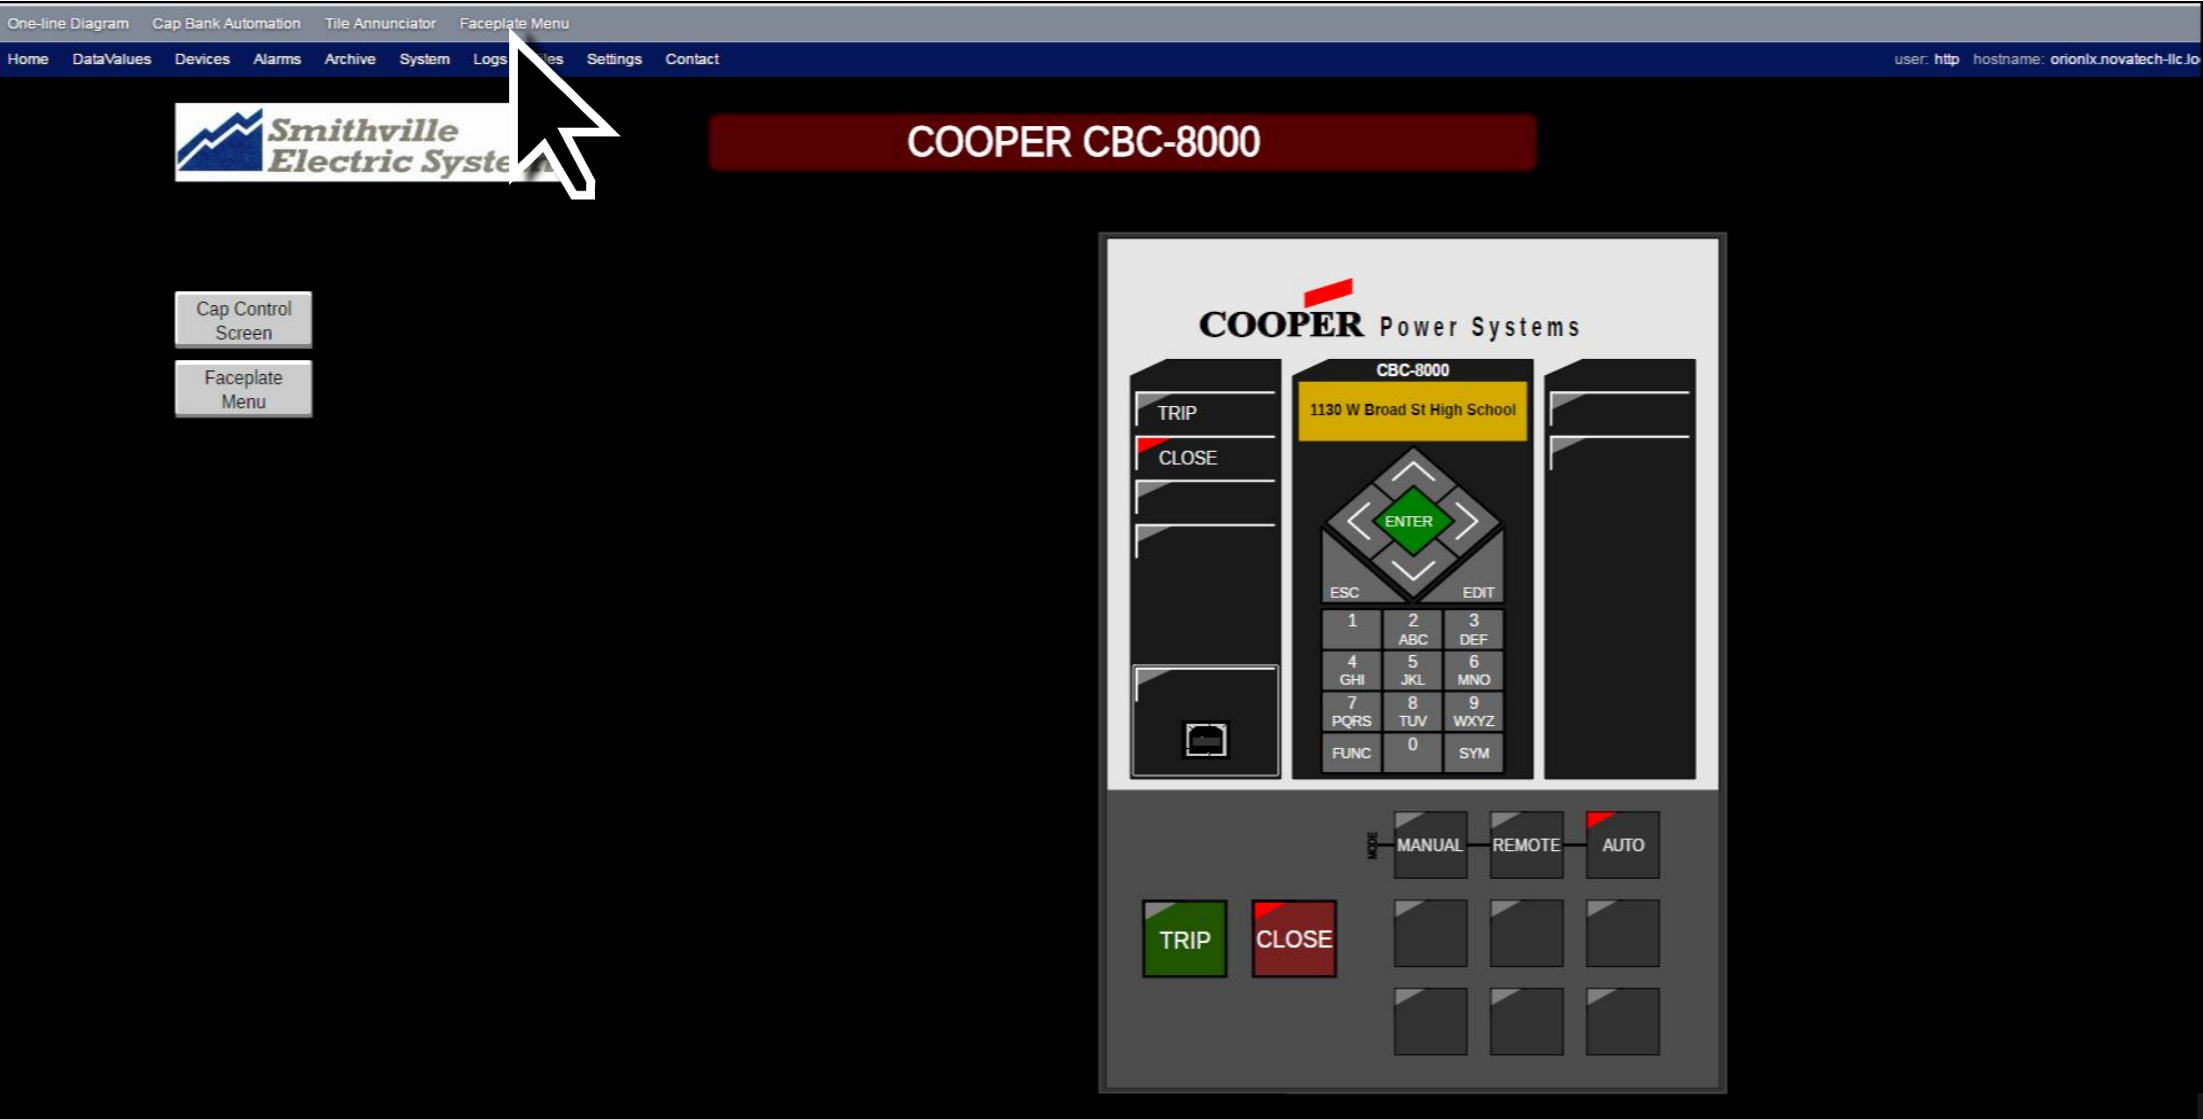 One-line Diagram Cap Bank Automation Tile Annunciator Faceplate Menu
Home DataValues Devices Alarms Archive System Logs Settings Contact user: http hostname: orionlx.novatech-llc.lo
Smithville
Electric
COOPER CBC-8000
Cap Control
Screen
Faceplate
Menu
COOPER Power Systems
CBC-8000
1130 W Broad St High School
TRIP
CLOSE
ENTER
ESC EDIT
1 2 3
ABC DEF
4 5 6
GHI JKL MNO
7 8 9
PQRS TUV WXYZ
FUNC 0 SYM
MODE MANUAL REMOTE AUTO
TRIP CLOSE